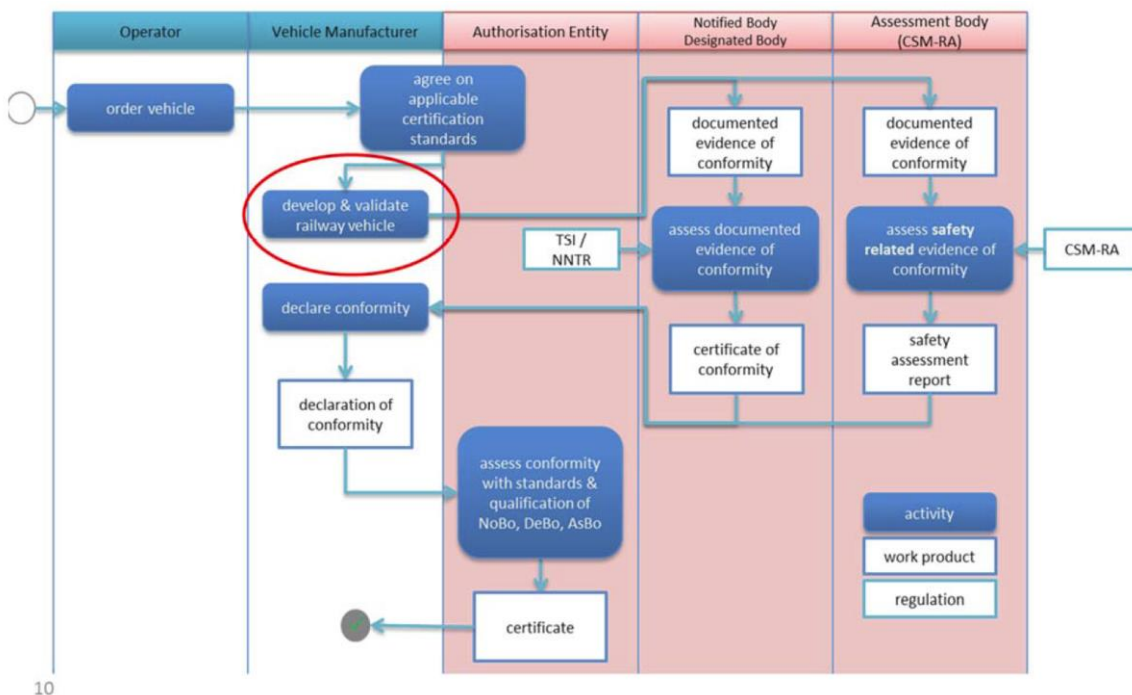 Operator
Vehicle Manufacturer
Authorisation Entity
Notified Body
Designated Body
Assessment Body
(CSM-RA)
order vehicle
agree on
applicable
certification
standards
documented
evidence of
conformity
documented
evidence of
conformity
develop & validate
railway vehicle
TSI /
NNTR
assess documented
evidence of
conformity
assess safety
related evidence of
conformity
CSM-RA
declare conformity
certificate of
conformity
safety
assessment
report
declaration of
conformity
assess conformity
with standards &
qualification of
NoBo, DeBo, AsBo
activity
work product
regulation
certificate
10